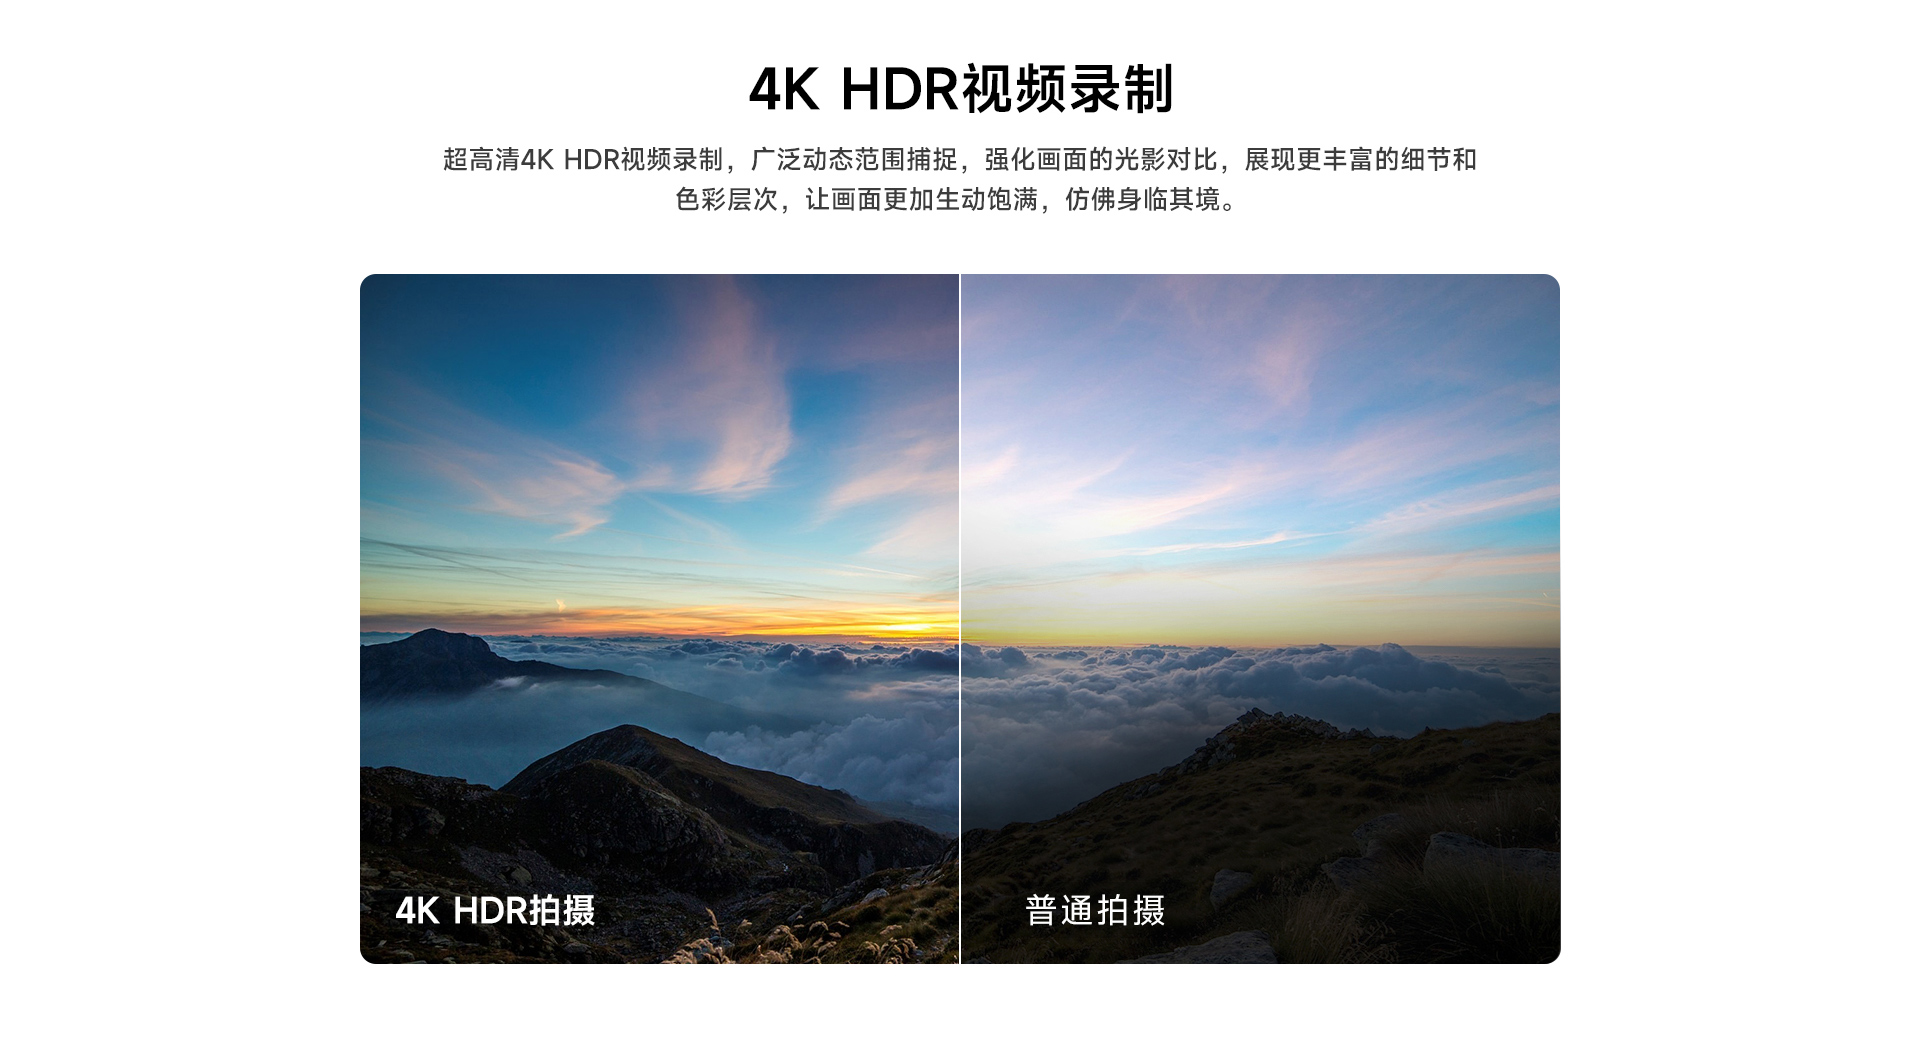 4K HDR视频录制
超高清4K HDR视频录制，广泛动态范围捕捉，强化画面的光影对比，展现更丰富的细节和
色彩层次，让画面更加生动饱满，仿佛身临其境。
4K HDR拍摄
普通拍摄